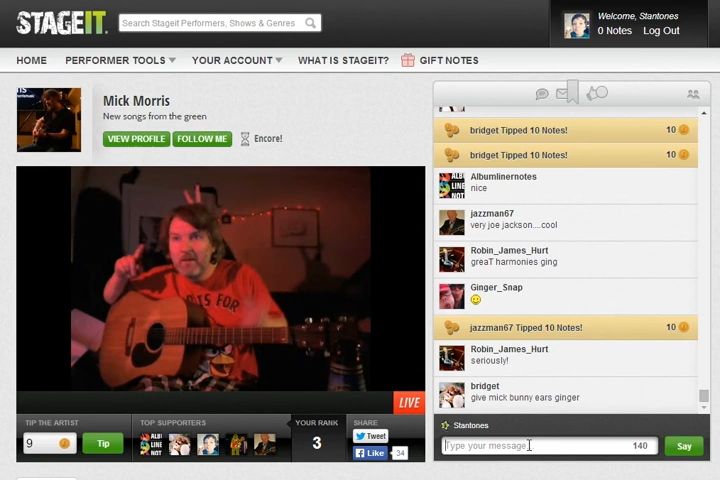 STAGEIT.
Search Stageit Performers, Shows & Genres
Welcome, Stantones
0 Notes Log Out
HOME PERFORMER TOOLS YOUR ACCOUNT WHAT IS STAGEIT? GIFT NOTES
Mick Morris
New songs from the green
VIEW PROFILE FOLLOW ME Encore!
LIVE
TIP THE ARTIST
9 Tip
TOP SUPPORTERS
YOUR RANK
3
SHARE
Tweet
Like 34
bridget Tipped 10 Notes! 10
bridget Tipped 10 Notes! 10
Albumlinernotes
nice
jazzman67
very joe jackson....cool
Robin_James_Hurt
greaT harmonies ging
Ginger_Snap
jazzman67 Tipped 10 Notes! 10
Robin_James_Hurt
seriously!
bridget
give mick bunny ears ginger
Stantones
Type your message 140 Say